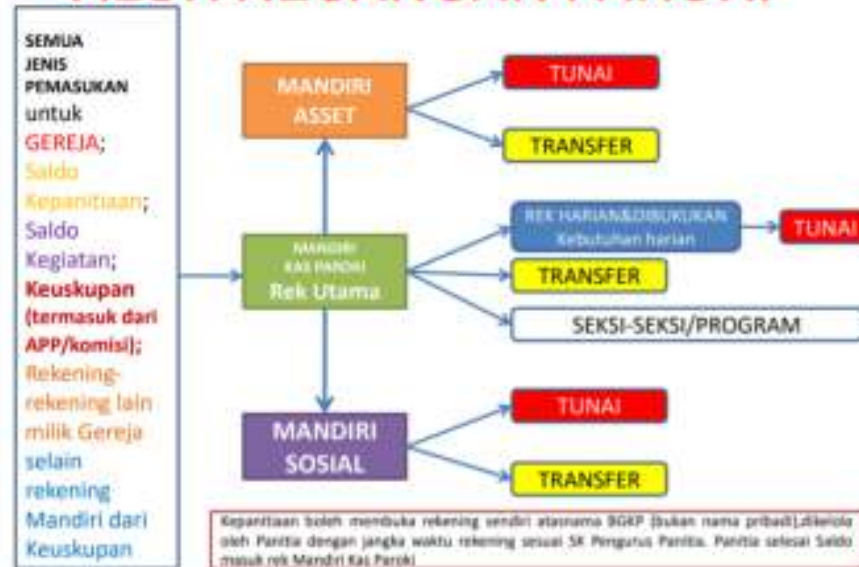 SEMUA
JENIS
PEMASUKAN
untuk
GEREJA;
Saldo
Kepanitiaan;
Saldo
Kegiatan;
Keuskupan
(termasuk dari
APP/komisi);
Rekening-
rekening lain
milik Gereja
selain
rekening
Mandiri dari
Keuskupan
MANDIRI
ASSET
TUNAI
TRANSFER
MANDIRI
KAS PAROKI
Rek Utama
REK HARIAN&DIBUKUKAN
Kebutuhan harian
TUNAI
TRANSFER
SEKSI-SEKSI/PROGRAM
MANDIRI
SOSIAL
TUNAI
TRANSFER
Kepanitiaan boleh membuka rekening sendiri atasnama BGKP (bukan nama pribadi),dikelola
oleh Panitia dengan jangka waktu rekening sesuai SK Pengurus Panitia. Panitia selesai Saldo
masuk rek Mandiri Kas Paroki